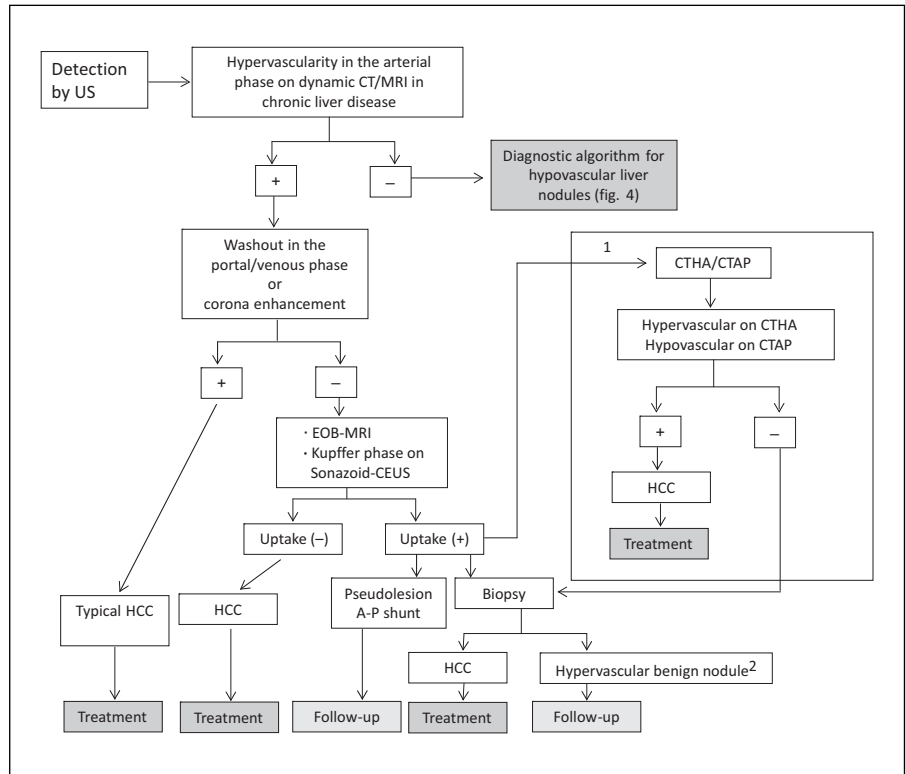 Detection
by US
Hypervascularity in the arterial
phase on dynamic CT/MRI in
chronic liver disease
+
–
Diagnostic algorithm for
hypovascular liver
nodules (fig. 4)
Washout in the
portal/venous phase
or
corona enhancement
+
–
· EOB-MRI
· Kupffer phase on
Sonazoid-CEUS
Uptake (–)
Uptake (+)
1
CTHA/CTAP
Hypervascular on CTHA
Hypovascular on CTAP
+
–
HCC
Treatment
Typical HCC
HCC
Pseudolesion
A-P shunt
Biopsy
HCC
Hypervascular benign nodule2
Treatment
Treatment
Follow-up
Treatment
Follow-up